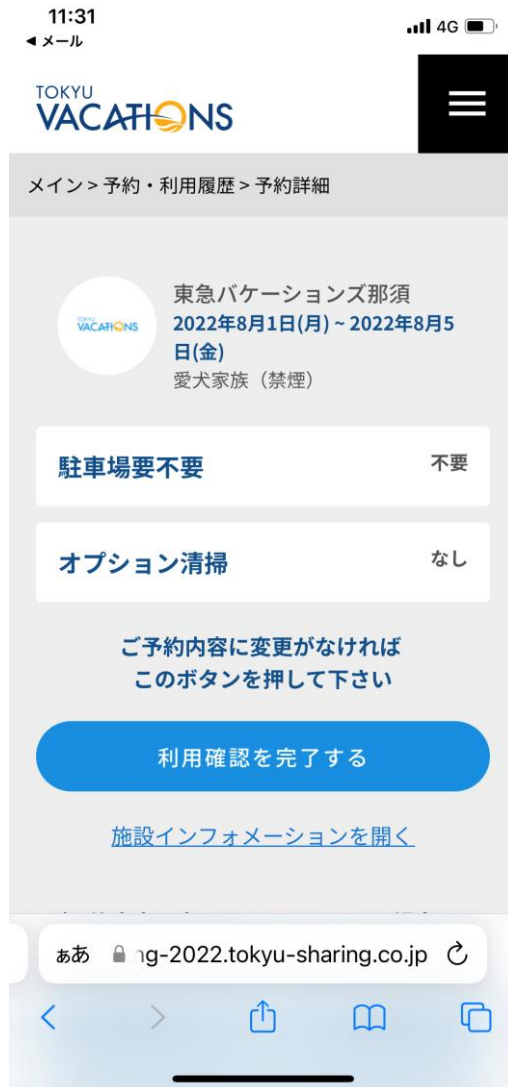 11:31
4G
◀ メール
TOKYU
VACATIONS
メイン > 予約・利用履歴 > 予約詳細
東急バケーションズ那須
TOKYU
VACATIONS
2022年8月1日(月) ~ 2022年8月5
日(金)
愛犬家族（禁煙）
駐車場要不要
不要
オプション清掃
なし
ご予約内容に変更がなければ
このボタンを押して下さい
利用確認を完了する
施設インフォメーションを開く
ぁあ
ng-2022.tokyu-sharing.co.jp